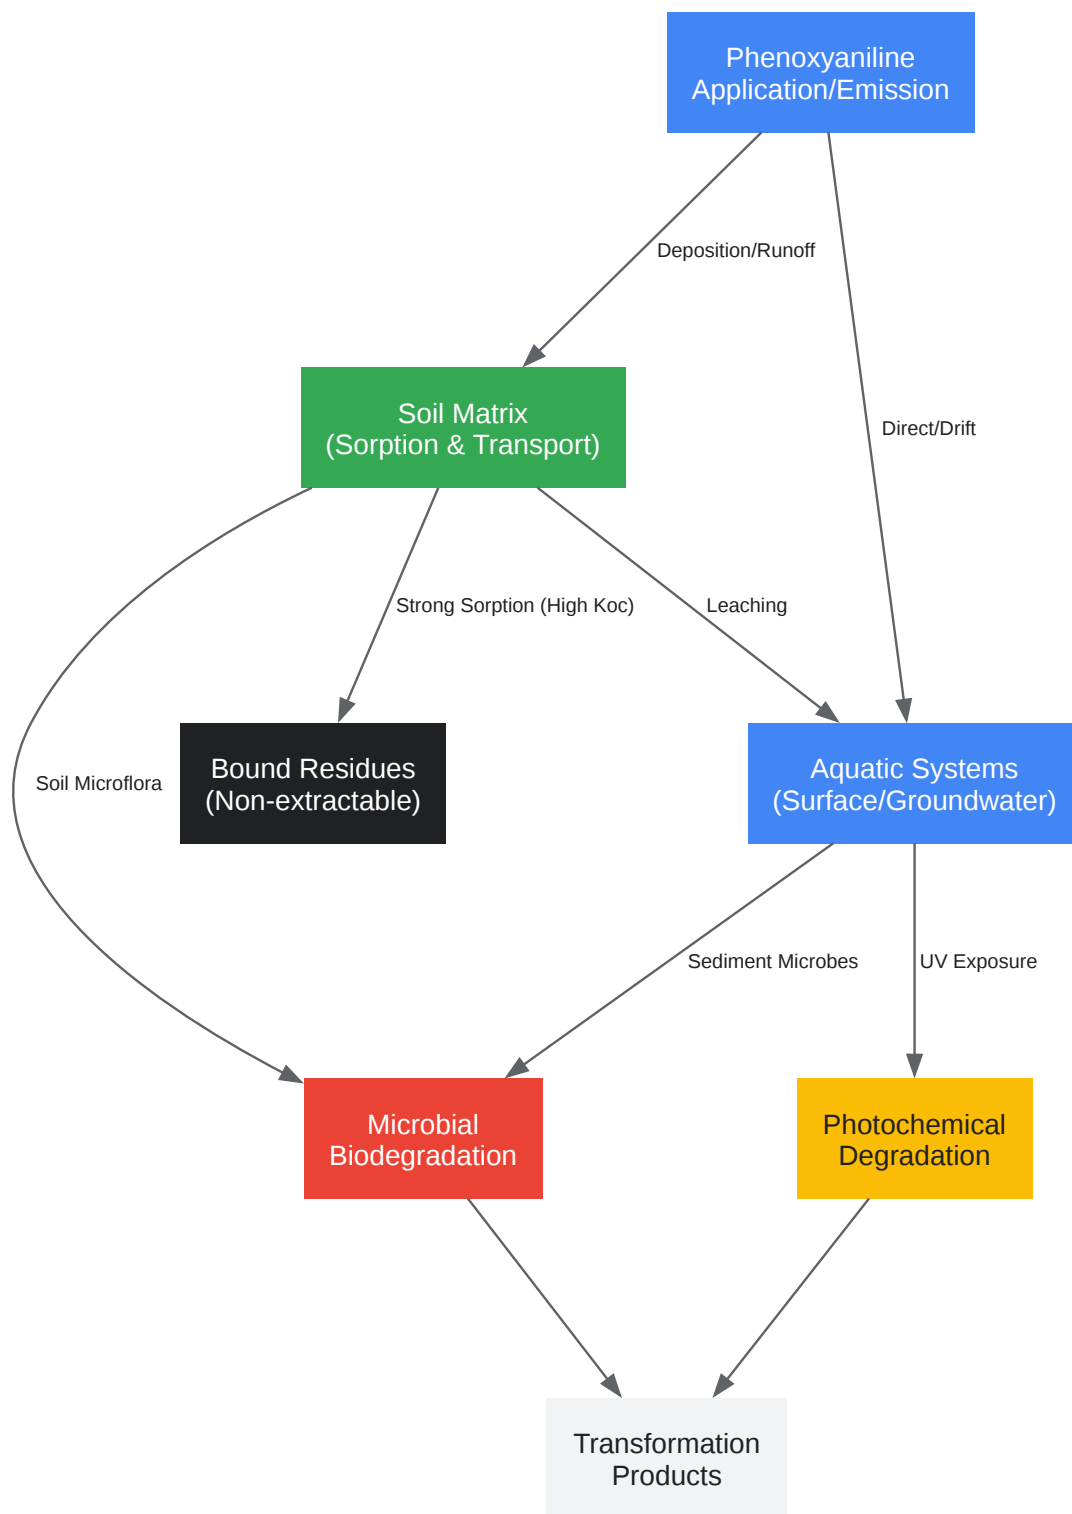 Phenoxyaniline
Application/Emission
Deposition/Runoff
Direct/Drift
Soil Matrix
(Sorption & Transport)
Strong Sorption (High Koc)
Leaching
Soil Microflora
Bound Residues
(Non-extractable)
Aquatic Systems
(Surface/Groundwater)
Sediment Microbes
UV Exposure
Microbial
Biodegradation
Photochemical
Degradation
Transformation
Products